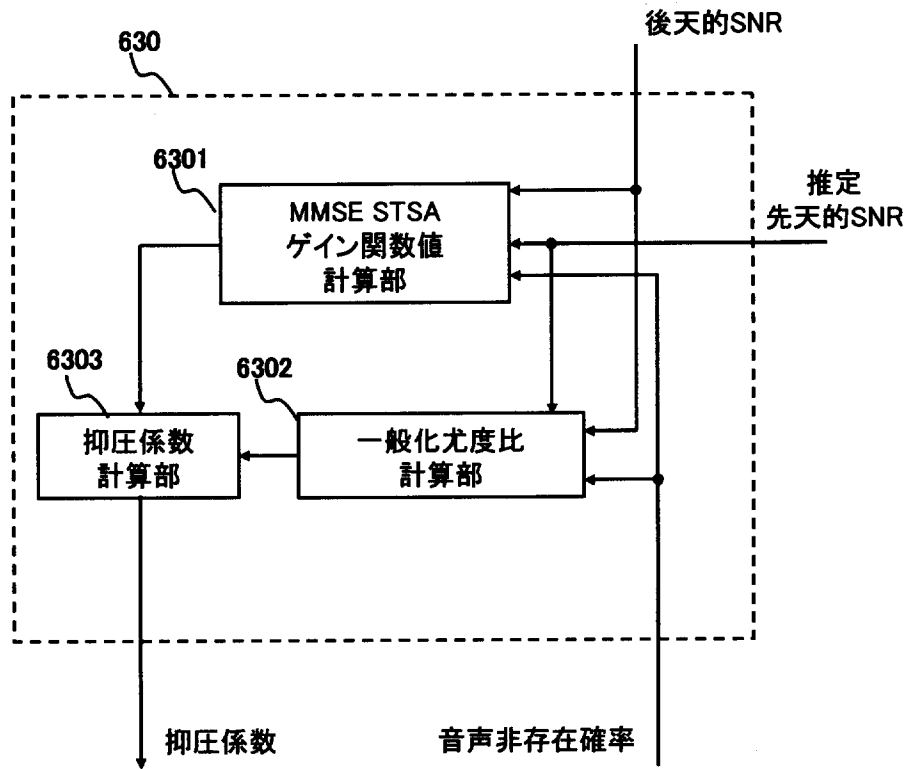 後天的SNR
630
6301
MMSE STSA
ゲイン関数値
計算部
推定
先天的SNR
6303
6302
抑圧係数
計算部
一般化尤度比
計算部
抑圧係数
音声非存在確率